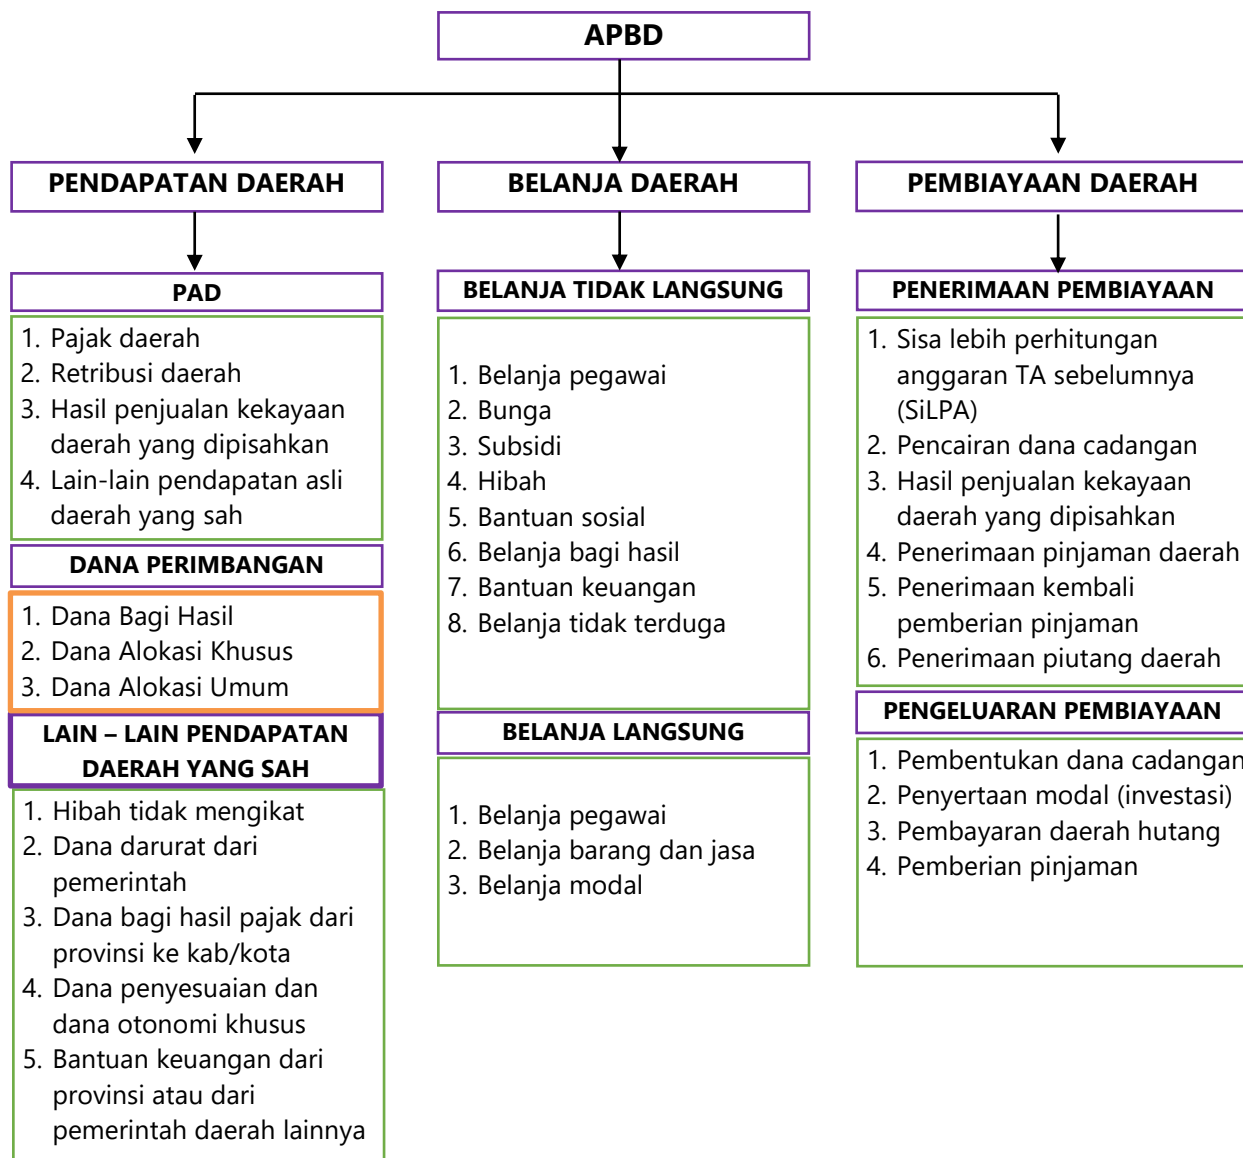 APBD
PENDAPATAN DAERAH
PAD
1. Pajak daerah
2. Retribusi daerah
3. Hasil penjualan kekayaan
daerah yang dipisahkan
4. Lain-lain pendapatan asli
daerah yang sah
DANA PERIMBANGAN
1. Dana Bagi Hasil
2. Dana Alokasi Khusus
3. Dana Alokasi Umum
LAIN – LAIN PENDAPATAN
DAERAH YANG SAH
1. Hibah tidak mengikat
2. Dana darurat dari
pemerintah
3. Dana bagi hasil pajak dari
provinsi ke kab/kota
4. Dana penyesuaian dan
dana otonomi khusus
5. Bantuan keuangan dari
provinsi atau dari
pemerintah daerah lainnya
BELANJA DAERAH
BELANJA TIDAK LANGSUNG
1. Belanja pegawai
2. Bunga
3. Subsidi
4. Hibah
5. Bantuan sosial
6. Belanja bagi hasil
7. Bantuan keuangan
8. Belanja tidak terduga
BELANJA LANGSUNG
1. Belanja pegawai
2. Belanja barang dan jasa
3. Belanja modal
PEMBIAYAAN DAERAH
PENERIMAAN PEMBIAYAAN
1. Sisa lebih perhitungan
anggaran TA sebelumnya
(SiLPA)
2. Pencairan dana cadangan
3. Hasil penjualan kekayaan
daerah yang dipisahkan
4. Penerimaan pinjaman daerah
5. Penerimaan kembali
pemberian pinjaman
6. Penerimaan piutang daerah
PENGELUARAN PEMBIAYAAN
1. Pembentukan dana cadangan
2. Penyertaan modal (investasi)
3. Pembayaran daerah hutang
4. Pemberian pinjaman